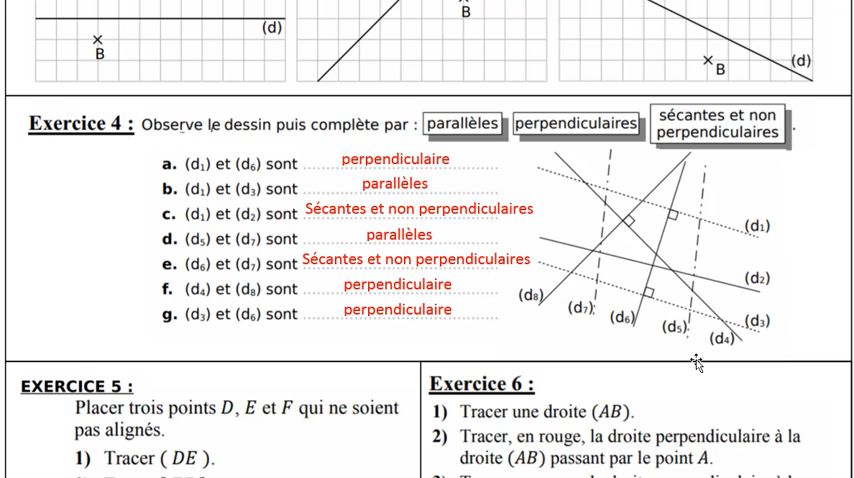 (d)
B
B
(d)
B
Exercice 4 : Observe le dessin puis complète par : parallèles perpendiculaires sécantes et non perpendiculaires .
a. (d₁) et (d₆) sont perpendiculaire
b. (d₁) et (d₃) sont parallèles
c. (d₁) et (d₂) sont Sécantes et non perpendiculaires
d. (d₅) et (d₇) sont parallèles
e. (d₆) et (d₇) sont Sécantes et non perpendiculaires
f. (d₄) et (d₈) sont perpendiculaire
g. (d₃) et (d₆) sont perpendiculaire
(d₁)
(d₂)
(d₃)
(d₈)
(d₇)
(d₆)
(d₅)
(d₄)
EXERCICE 5 :
Placer trois points D, E et F qui ne soient
pas alignés.
1) Tracer ( DE ).
Exercice 6 :
1) Tracer une droite (AB).
2) Tracer, en rouge, la droite perpendiculaire à la
droite (AB) passant par le point A.